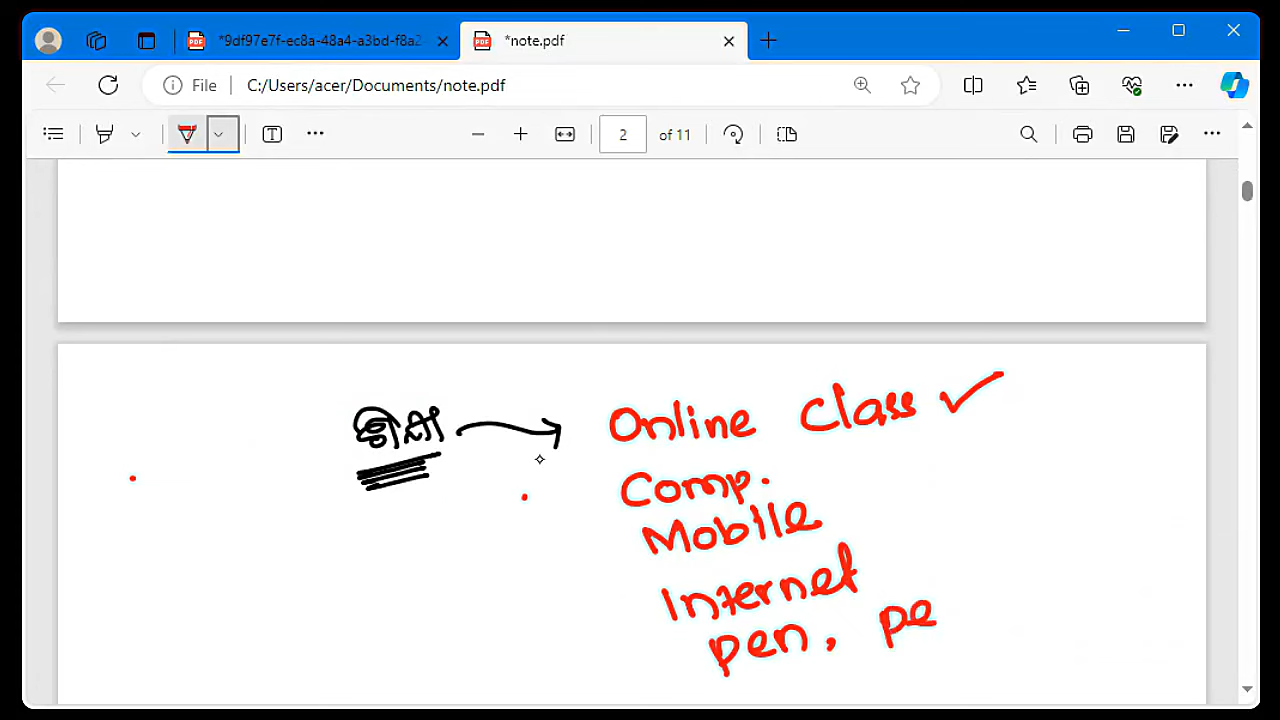 *9df97e7f-ec8a-48a4-a3bd-f8a2
*note.pdf
File
C:/Users/acer/Documents/note.pdf
2 of 11
ଶିକ୍ଷା
Online Class
Comp.
Mobile
Internet
pen, pe